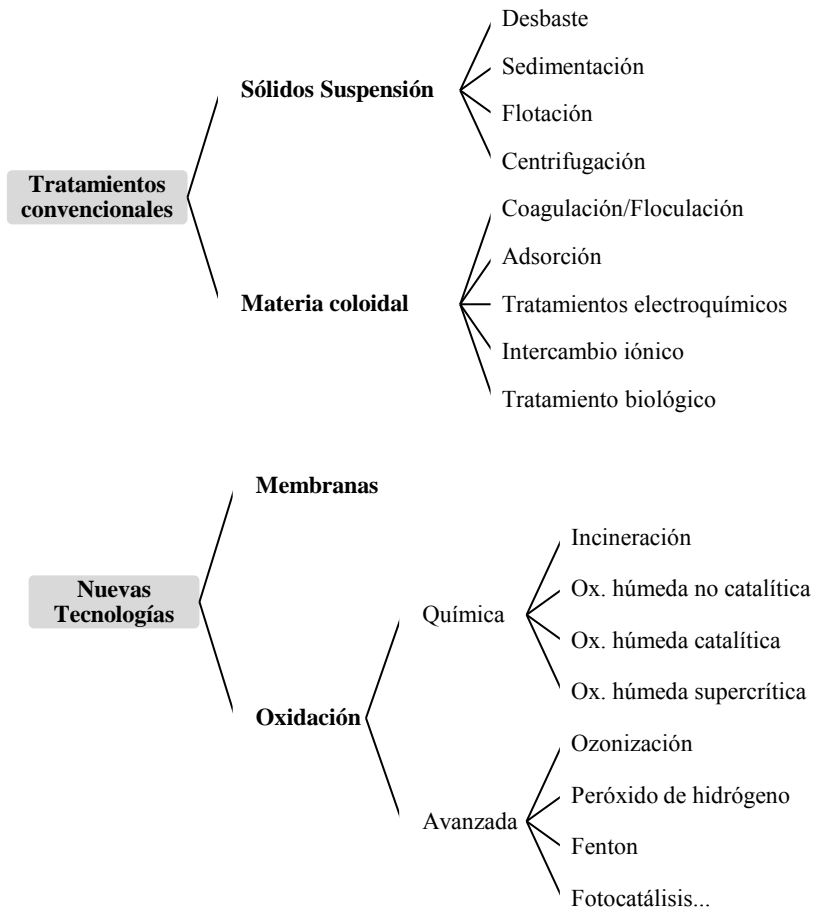 Tratamientos
convencionales
Sólidos Suspensión
Desbaste
Sedimentación
Flotación
Centrifugación
Materia coloidal
Coagulación/Floculación
Adsorción
Tratamientos electroquímicos
Intercambio iónico
Tratamiento biológico
Nuevas
Tecnologías
Membranas
Oxidación
Química
Incineración
Ox. húmeda no catalítica
Ox. húmeda catalítica
Ox. húmeda supercrítica
Avanzada
Ozonización
Peróxido de hidrógeno
Fenton
Fotocatálisis...